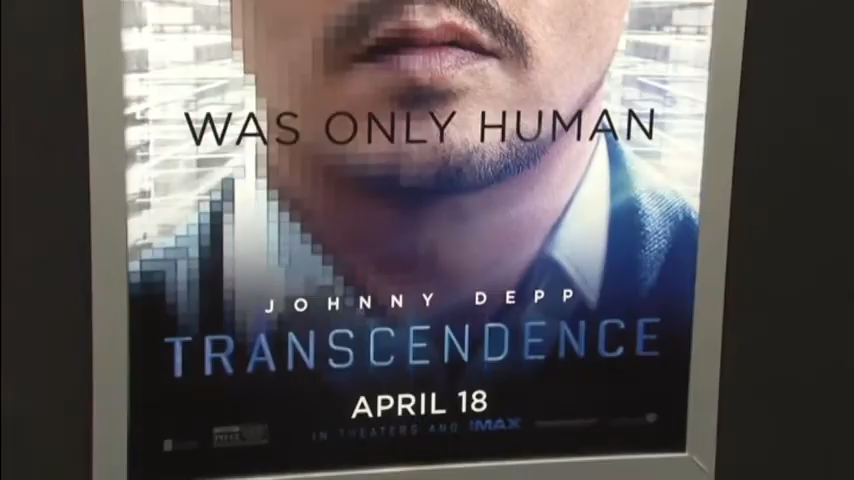 WAS ONLY HUMAN
JOHNNY DEPP
TRANSCENDENCE
APRIL 18
IN THEATERS AND IMAX